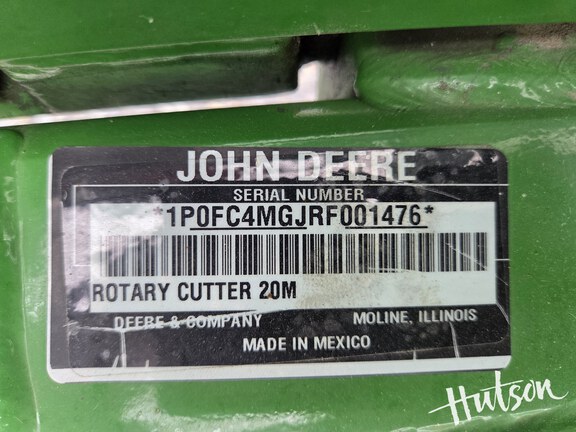 JOHN DEERE
SERIAL NUMBER
*1P0FC4MGJRF001476*
ROTARY CUTTER 20M
DEERE & COMPANY MOLINE, ILLINOIS
MADE IN MEXICO
Hutson